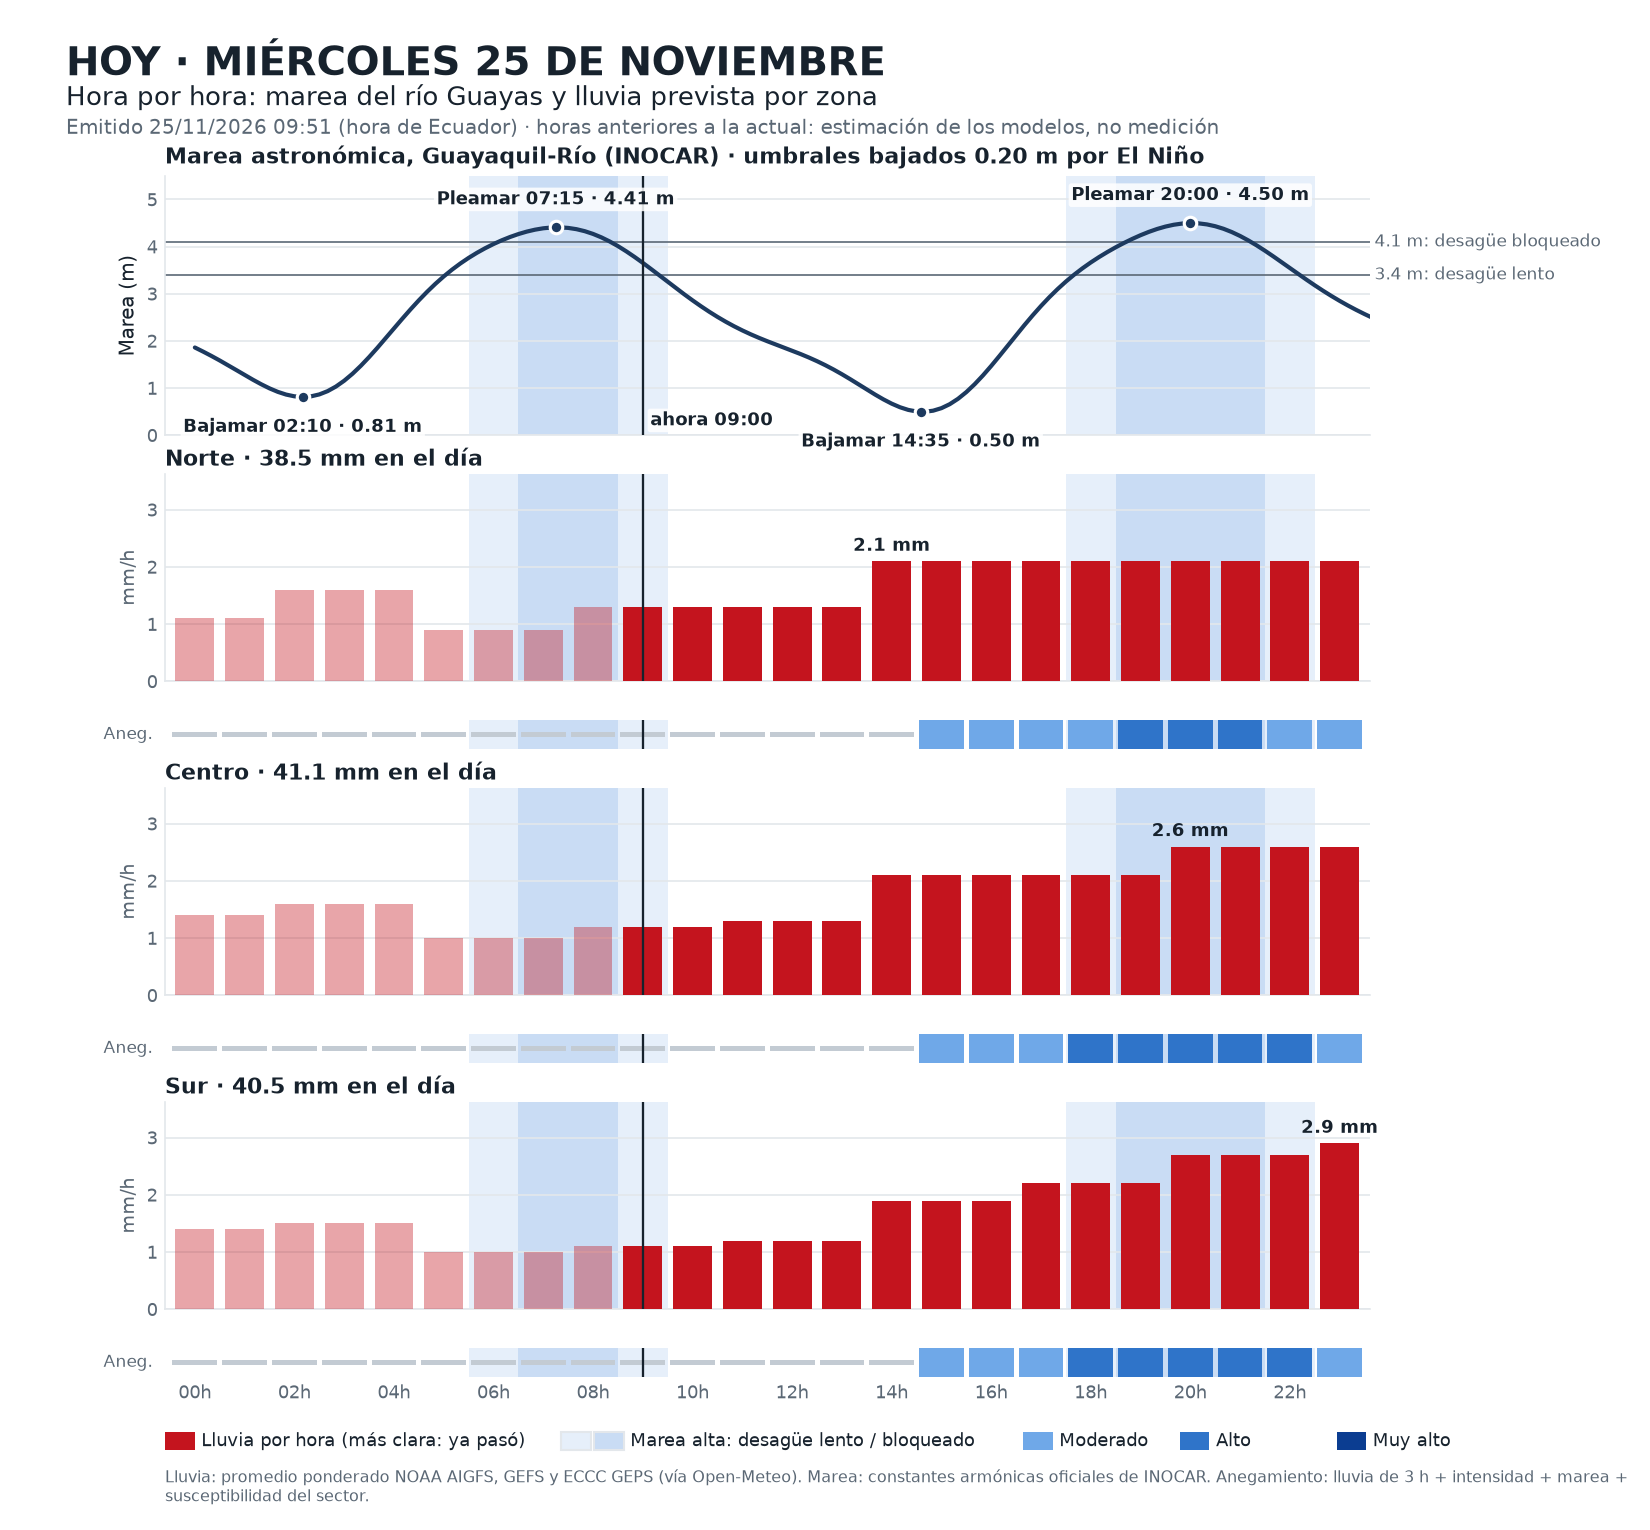 HOY · MIÉRCOLES 25 DE NOVIEMBRE
Hora por hora: marea del río Guayas y lluvia prevista por zona
Emitido 25/11/2026 09:51 (hora de Ecuador) · horas anteriores a la actual: estimación de los modelos, no medición
Marea astronómica, Guayaquil-Río (INOCAR) · umbrales bajados 0.20 m por El Niño
Marea (m)
5
4
3
2
1
0
Pleamar 07:15 · 4.41 m
Pleamar 20:00 · 4.50 m
4.1 m: desagüe bloqueado
3.4 m: desagüe lento
Bajamar 02:10 · 0.81 m
ahora 09:00
Bajamar 14:35 · 0.50 m
Norte · 38.5 mm en el día
mm/h
3
2
1
0
2.1 mm
Aneg.
Centro · 41.1 mm en el día
mm/h
3
2
1
0
2.6 mm
Aneg.
Sur · 40.5 mm en el día
mm/h
3
2
1
0
2.9 mm
Aneg.
00h 02h 04h 06h 08h 10h 12h 14h 16h 18h 20h 22h
Lluvia por hora (más clara: ya pasó) Marea alta: desagüe lento / bloqueado Moderado Alto Muy alto
Lluvia: promedio ponderado NOAA AIGFS, GEFS y ECCC GEPS (vía Open-Meteo). Marea: constantes armónicas oficiales de INOCAR. Anegamiento: lluvia de 3 h + intensidad + marea +
susceptibilidad del sector.